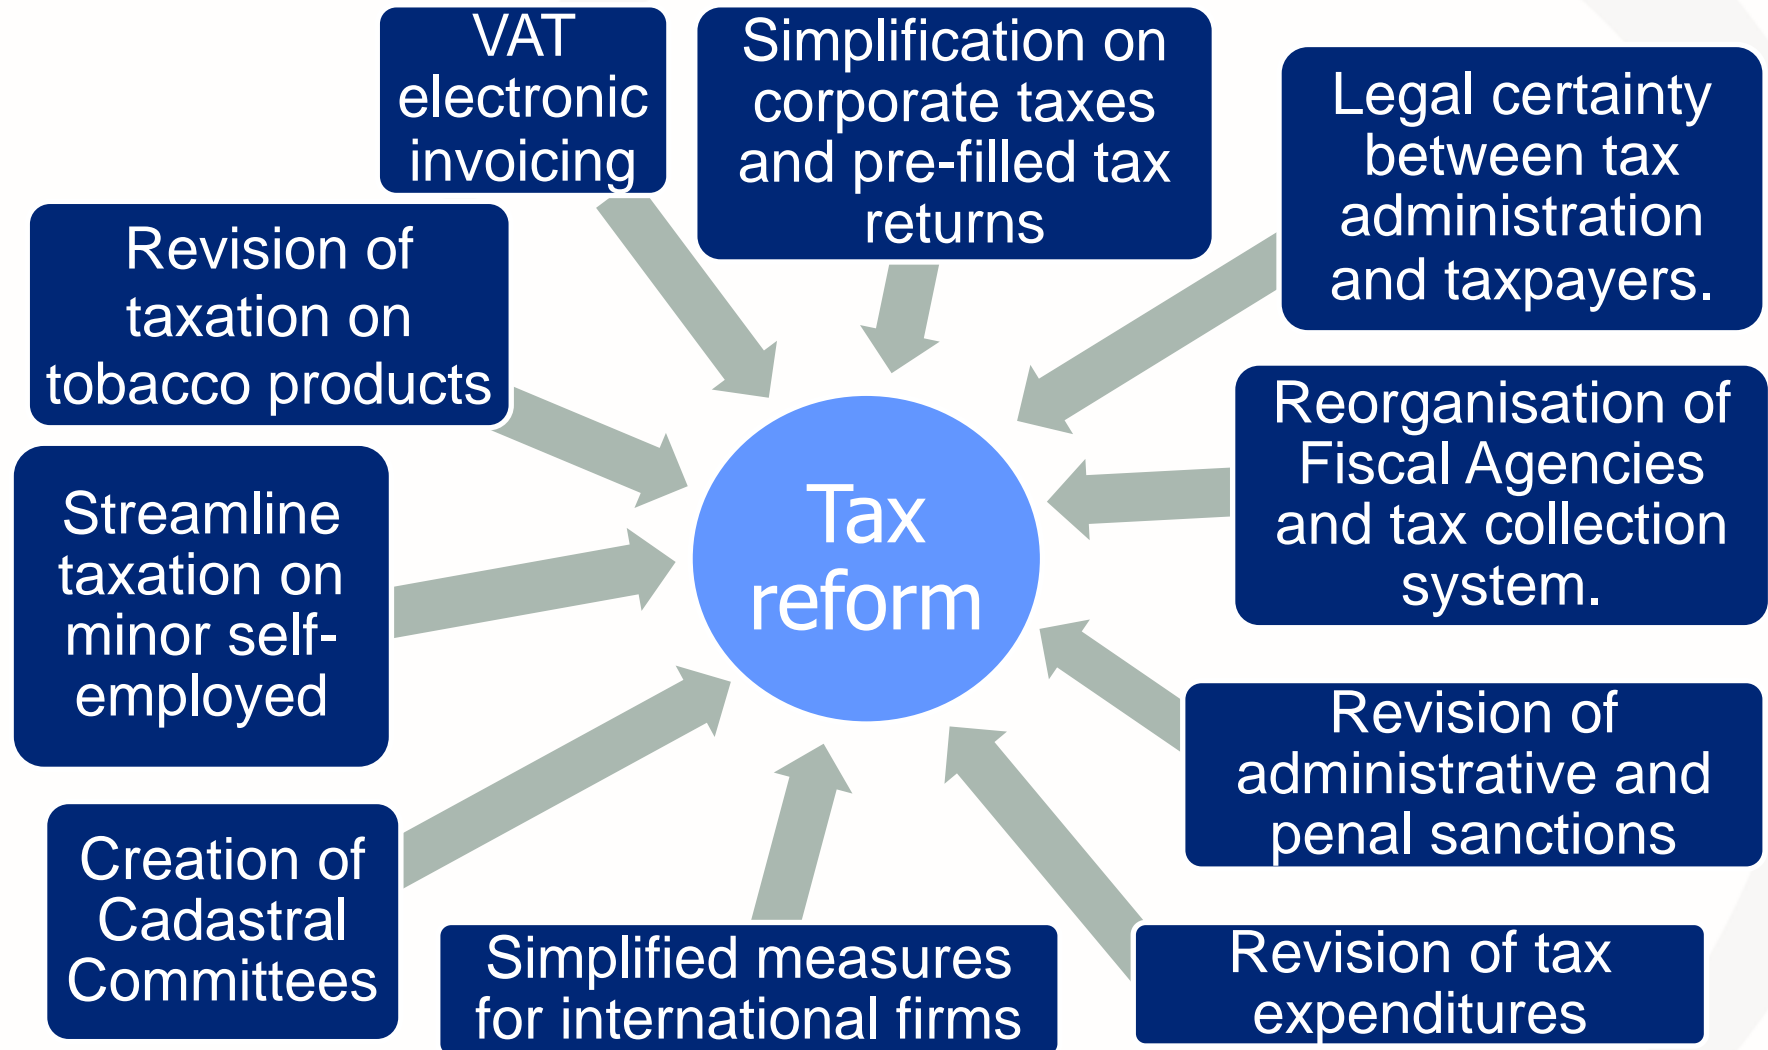 VAT
electronic
invoicing
Simplification on
corporate taxes
and pre-filled tax
returns
Legal certainty
between tax
administration
and taxpayers.
Revision of
taxation on
tobacco products
Reorganisation of
Fiscal Agencies
and tax collection
system.
Tax
reform
Streamline
taxation on
minor self-
employed
Revision of
administrative and
penal sanctions
Creation of
Cadastral
Committees
Simplified measures
for international firms
Revision of tax
expenditures